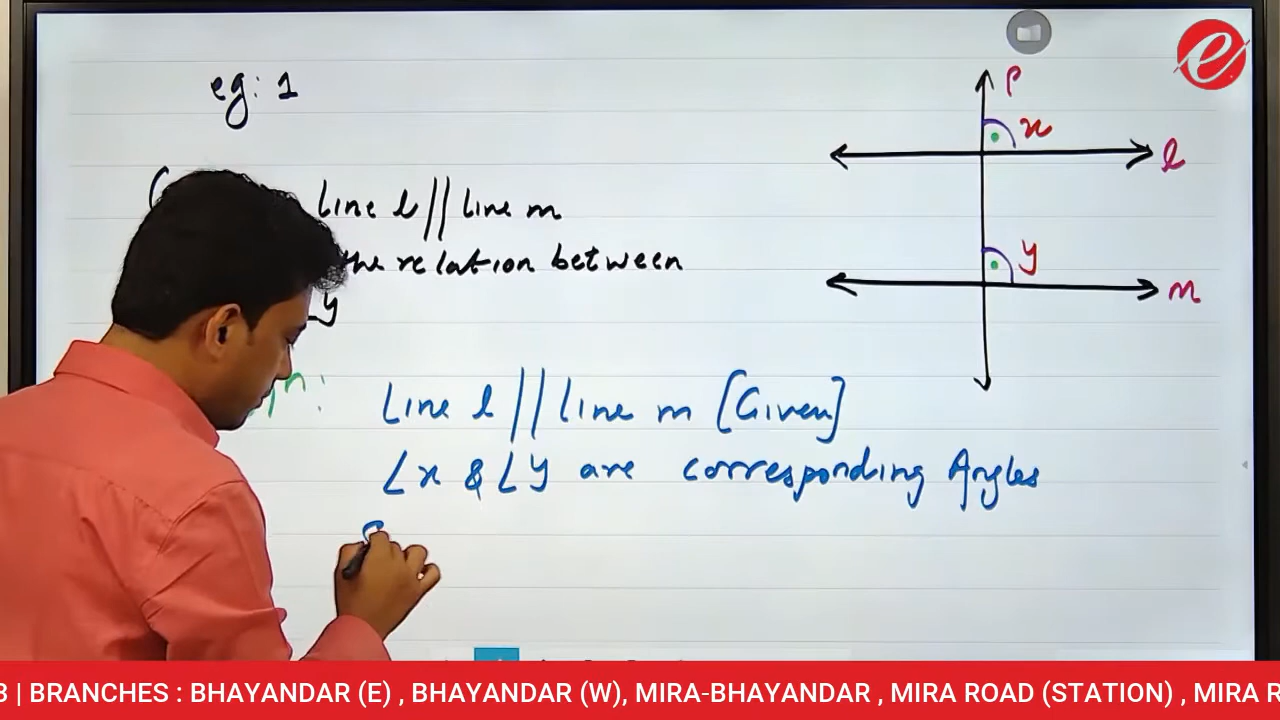 eg: 1
P
x
l
line l || line m
the relation between
y
y
m
Line l || line m [Given]
∠x & ∠y are corresponding Angles
| BRANCHES : BHAYANDAR (E) , BHAYANDAR (W), MIRA-BHAYANDAR , MIRA ROAD (STATION) , MIRA